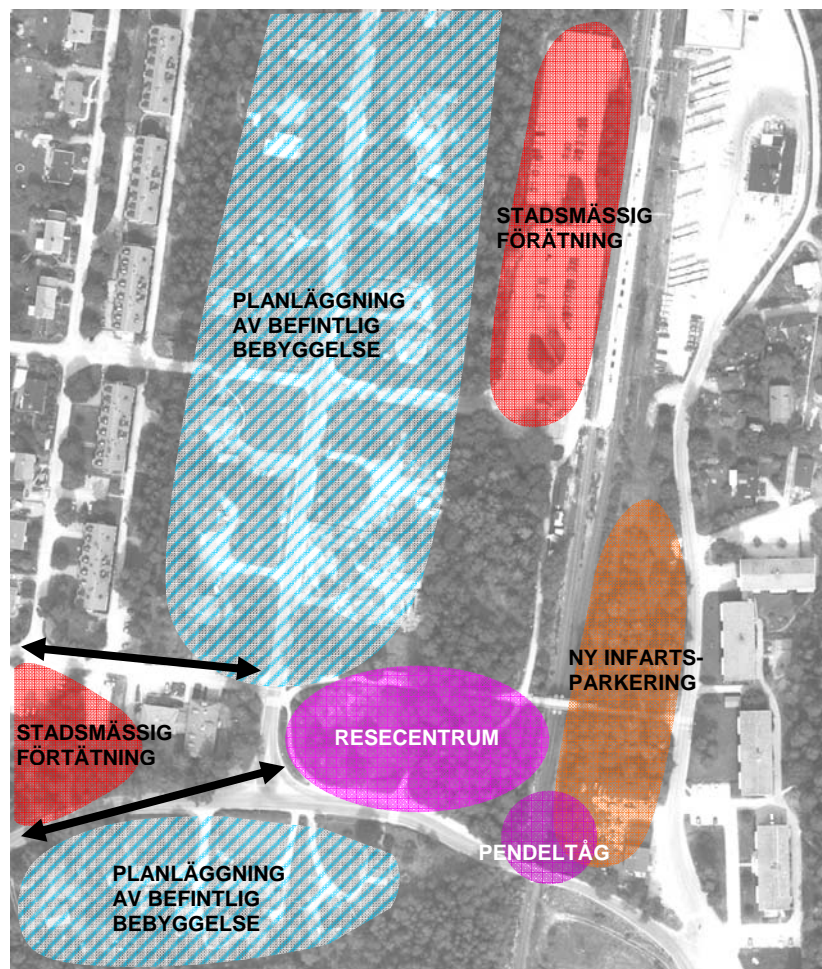 STADSMÄSSIG
FÖRÄTNING
PLANLÄGGNING
AV BEFINTLIG
BEBYGGELSE
NY INFARTS-
PARKERING
STADSMÄSSIG
FÖRTÄTNING
RESECENTRUM
PENDELTÅG
PLANLÄGGNING
AV BEFINTLIG
BEBYGGELSE